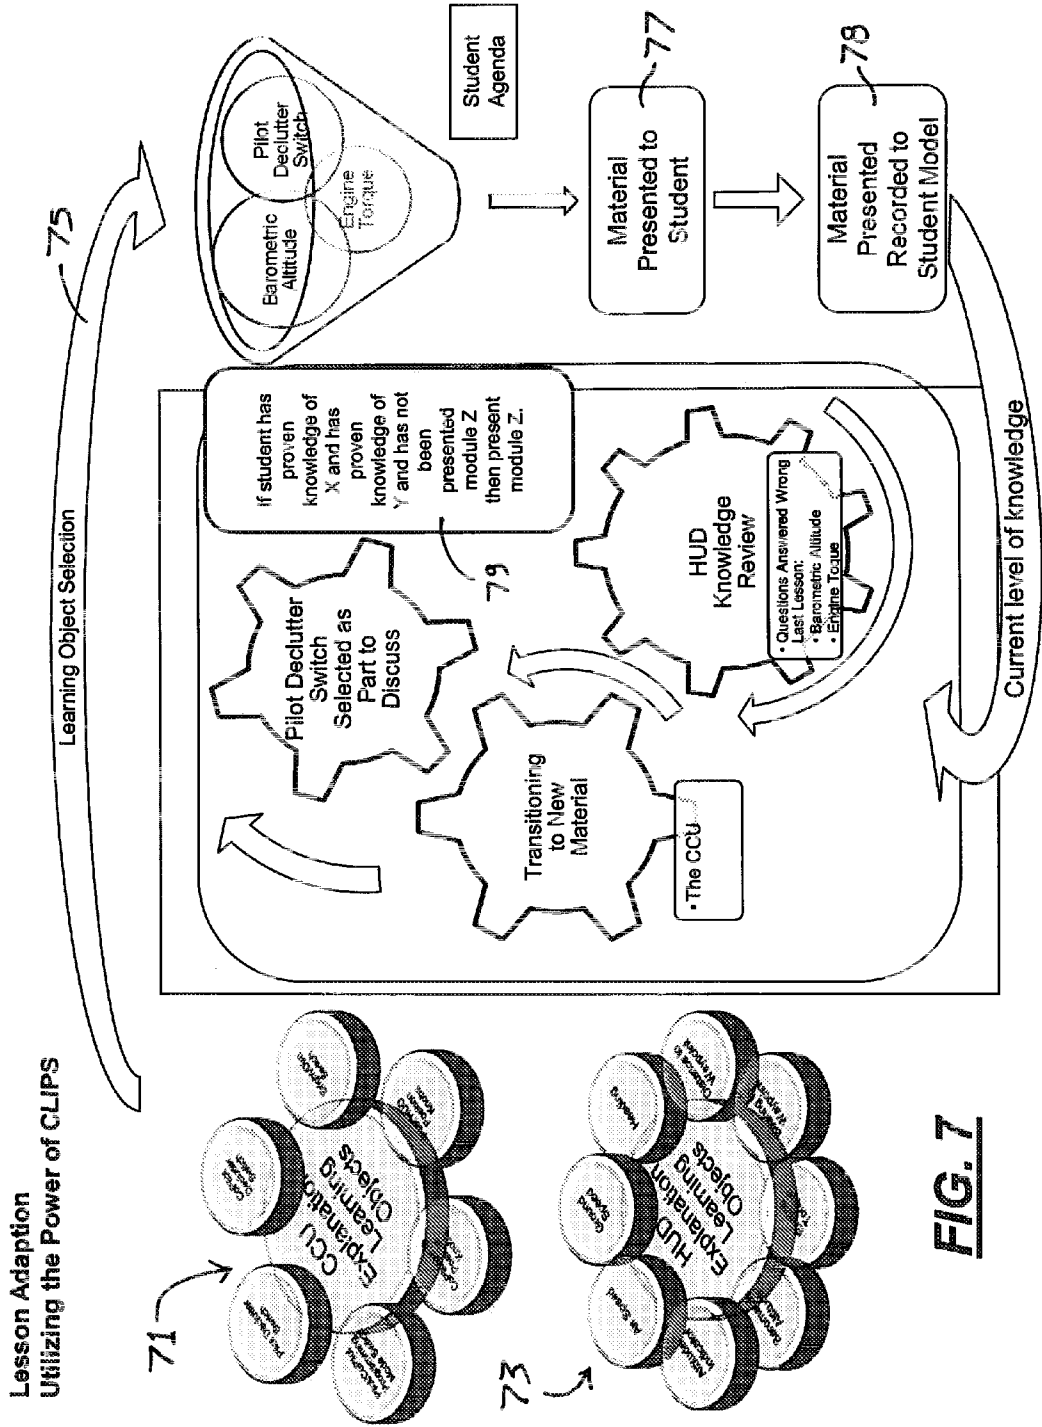 Lesson Adaption
Utilizing the Power of CLIPS
75
Learning Object Selection
71
CCU
Explanation
Learning
Objects
73
HUD
Explanation
Learning
Objects
Air Speed
Ground
Speed
Heading
Distance to
Waypoint
Pilot Declutter
Switch
Selected as
Part to
Discuss
79
If student has
proven
knowledge of
X and has
proven
knowledge of
Y and has not
been
presented
module Z
then present
module Z.
Transitioning
to New
Material
• The CCU
HUD
Knowledge
Review
• Questions Answered Wrong
Last Lesson:
• Barometric Altitude
• Engine Toque
Barometric
Altitude
Pilot
Declutter
Switch
Engine
Torque
Student
Agenda
Material
Presented to
Student
77
Material
Presented
Recorded to
Student Model
78
Current level of knowledge
FIG. 7